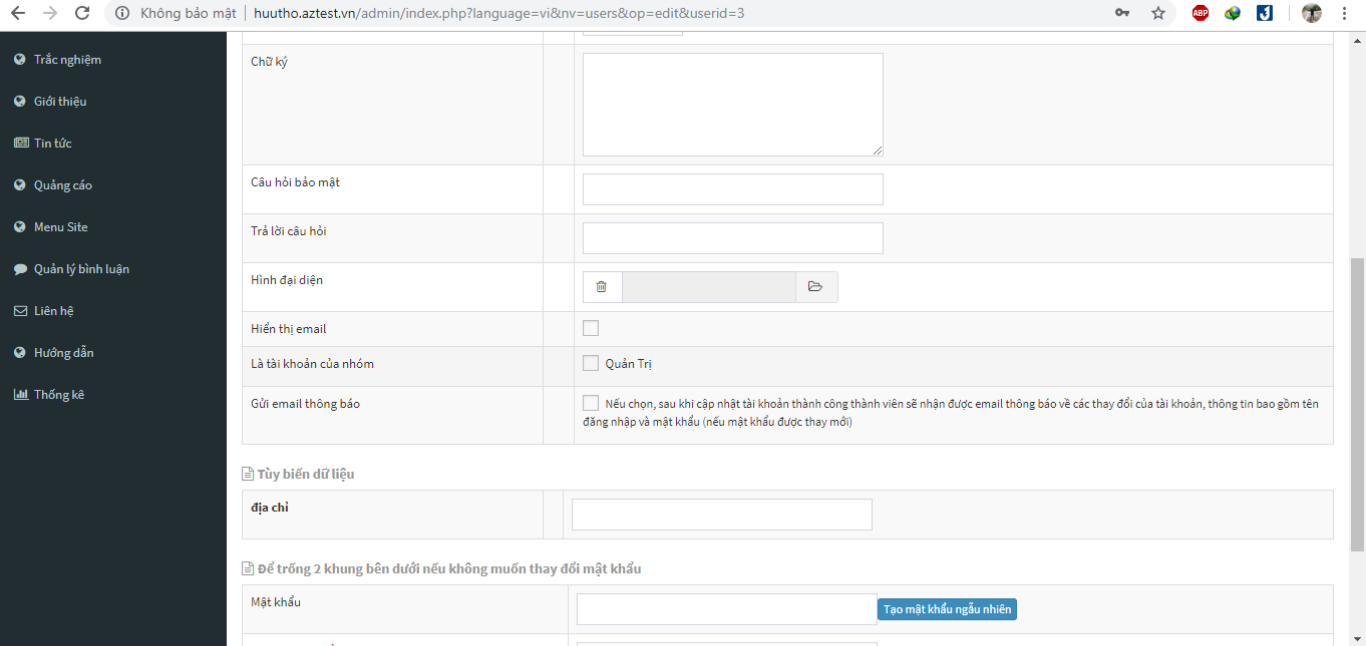 Không bảo mật | huutho.aztest.vn/admin/index.php?language=vi&nv=users&op=edit&userid=3
ABP
Trắc nghiệm
Giới thiệu
Tin tức
Quảng cáo
Menu Site
Quản lý bình luận
Liên hệ
Hướng dẫn
Thống kê
Chữ ký
Câu hỏi bảo mật
Trả lời câu hỏi
Hình đại diện
Hiển thị email
Là tài khoản của nhóm
Quản Trị
Gửi email thông báo
Nếu chọn, sau khi cập nhật tài khoản thành công thành viên sẽ nhận được email thông báo về các thay đổi của tài khoản, thông tin bao gồm tên
đăng nhập và mật khẩu (nếu mật khẩu được thay mới)
Tùy biến dữ liệu
địa chỉ
Để trống 2 khung bên dưới nếu không muốn thay đổi mật khẩu
Mật khẩu
Tạo mật khẩu ngẫu nhiên